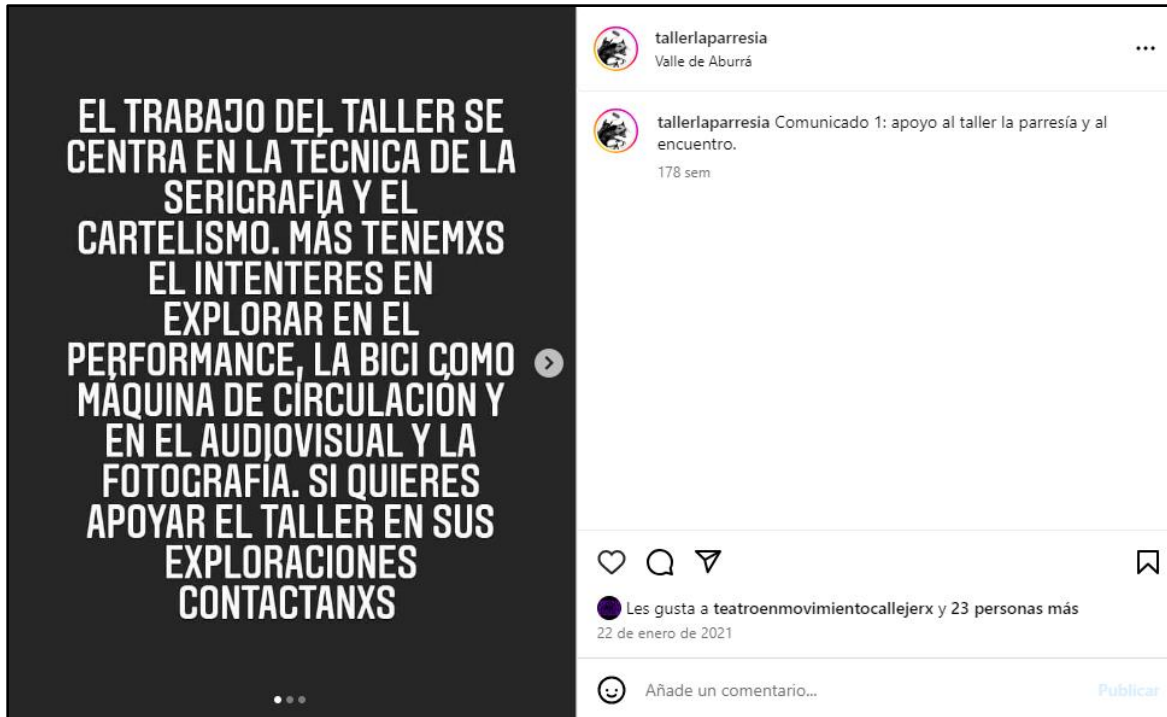 EL TRABAJO DEL TALLER SE
CENTRA EN LA TÉCNICA DE LA
SERIGRAFIA Y EL
CARTELISMO. MÁS TENEMXS
EL INTENTERES EN
EXPLORAR EN EL
PERFORMANCE, LA BICI COMO
MÁQUINA DE CIRCULACIÓN Y
EN EL AUDIOVISUAL Y LA
FOTOGRAFÍA. SI QUIERES
APOYAR EL TALLER EN SUS
EXPLORACIONES
CONTACTANXS
tallerlaparresia
Valle de Aburrá
tallerlaparresia Comunicado 1: apoyo al taller la parresía y al
encuentro.
178 sem
Les gusta a teatroenmovimientocallejerx y 23 personas más
22 de enero de 2021
Añade un comentario...
Publicar